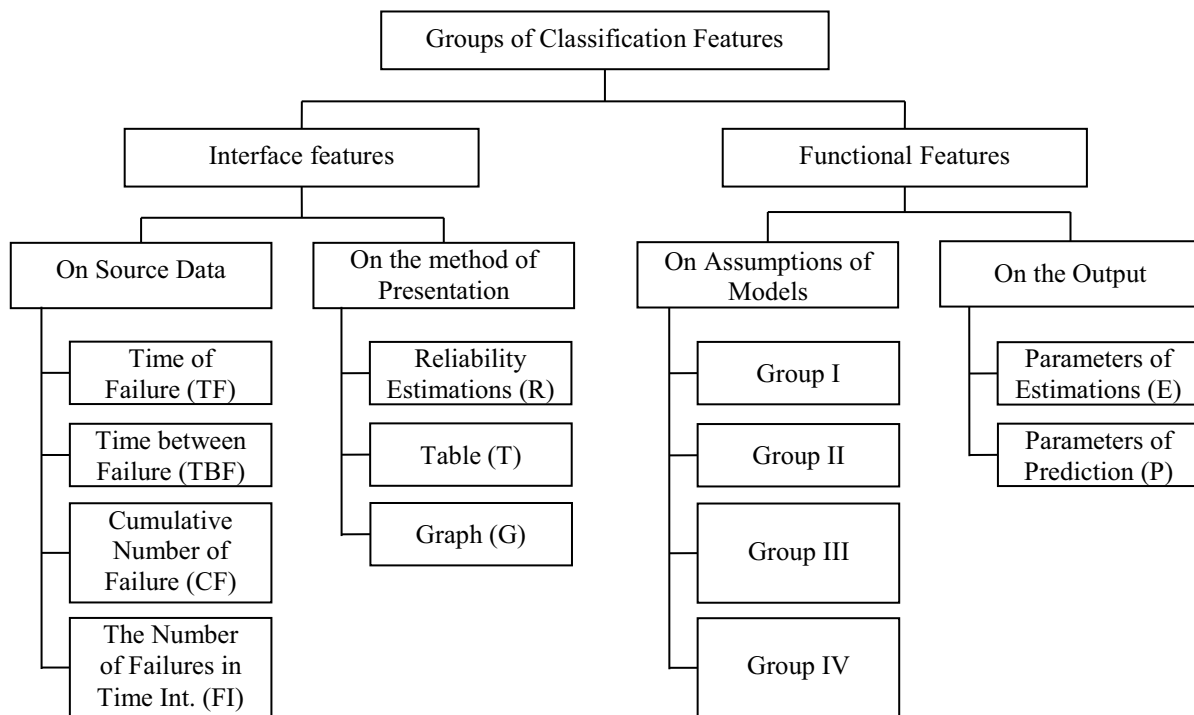 Groups of Classification Features
Interface features
Functional Features
On Source Data
On the method of
Presentation
On Assumptions of
Models
On the Output
Time of
Failure (TF)
Time between
Failure (TBF)
Cumulative
Number of
Failure (CF)
The Number
of Failures in
Time Int. (FI)
Reliability
Estimations (R)
Table (T)
Graph (G)
Group I
Group II
Group III
Group IV
Parameters of
Estimations (E)
Parameters of
Prediction (P)